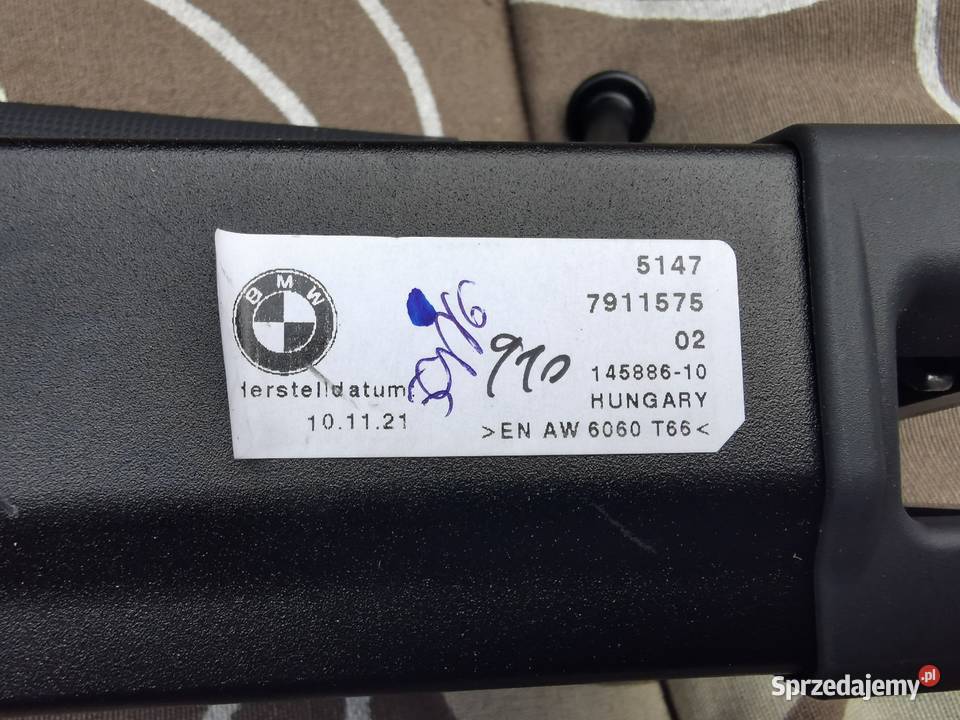 BMW
5147
7911575
02
145886-10
HUNGARY
>EN AW 6060 T66<
Herstelldatum
10.11.21
910
Sprzedajemy.pl